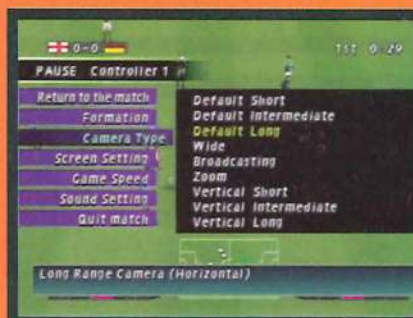 0-0
1ST 0:29
PAUSE Controller 1
Return to the match
Formation
Camera Type
Screen Setting
Game Speed
Sound Setting
Quit match
Default Short
Default Intermediate
Default Long
Wide
Broadcasting
Zoom
Vertical Short
Vertical Intermediate
Vertical Long
Long Range Camera (Horizontal)